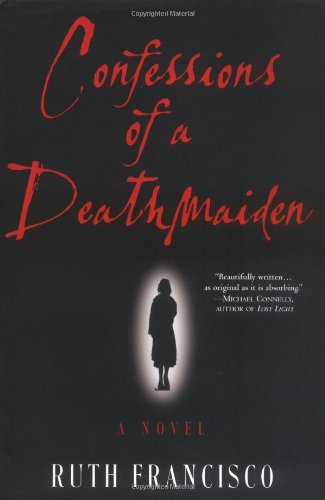 Confessions
of a
Deathmaiden
"Beautifully written...
as original as it is absorbing."
—MICHAEL CONNELLY,
AUTHOR OF LOST LIGHT
A NOVEL
RUTH FRANCISCO